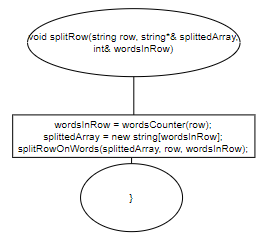 void splitRow(string row, string*& splittedArray,
int& wordsInRow)
wordsInRow = wordsCounter(row);
splittedArray = new string[wordsInRow];
splitRowOnWords(splittedArray, row, wordsInRow);
}